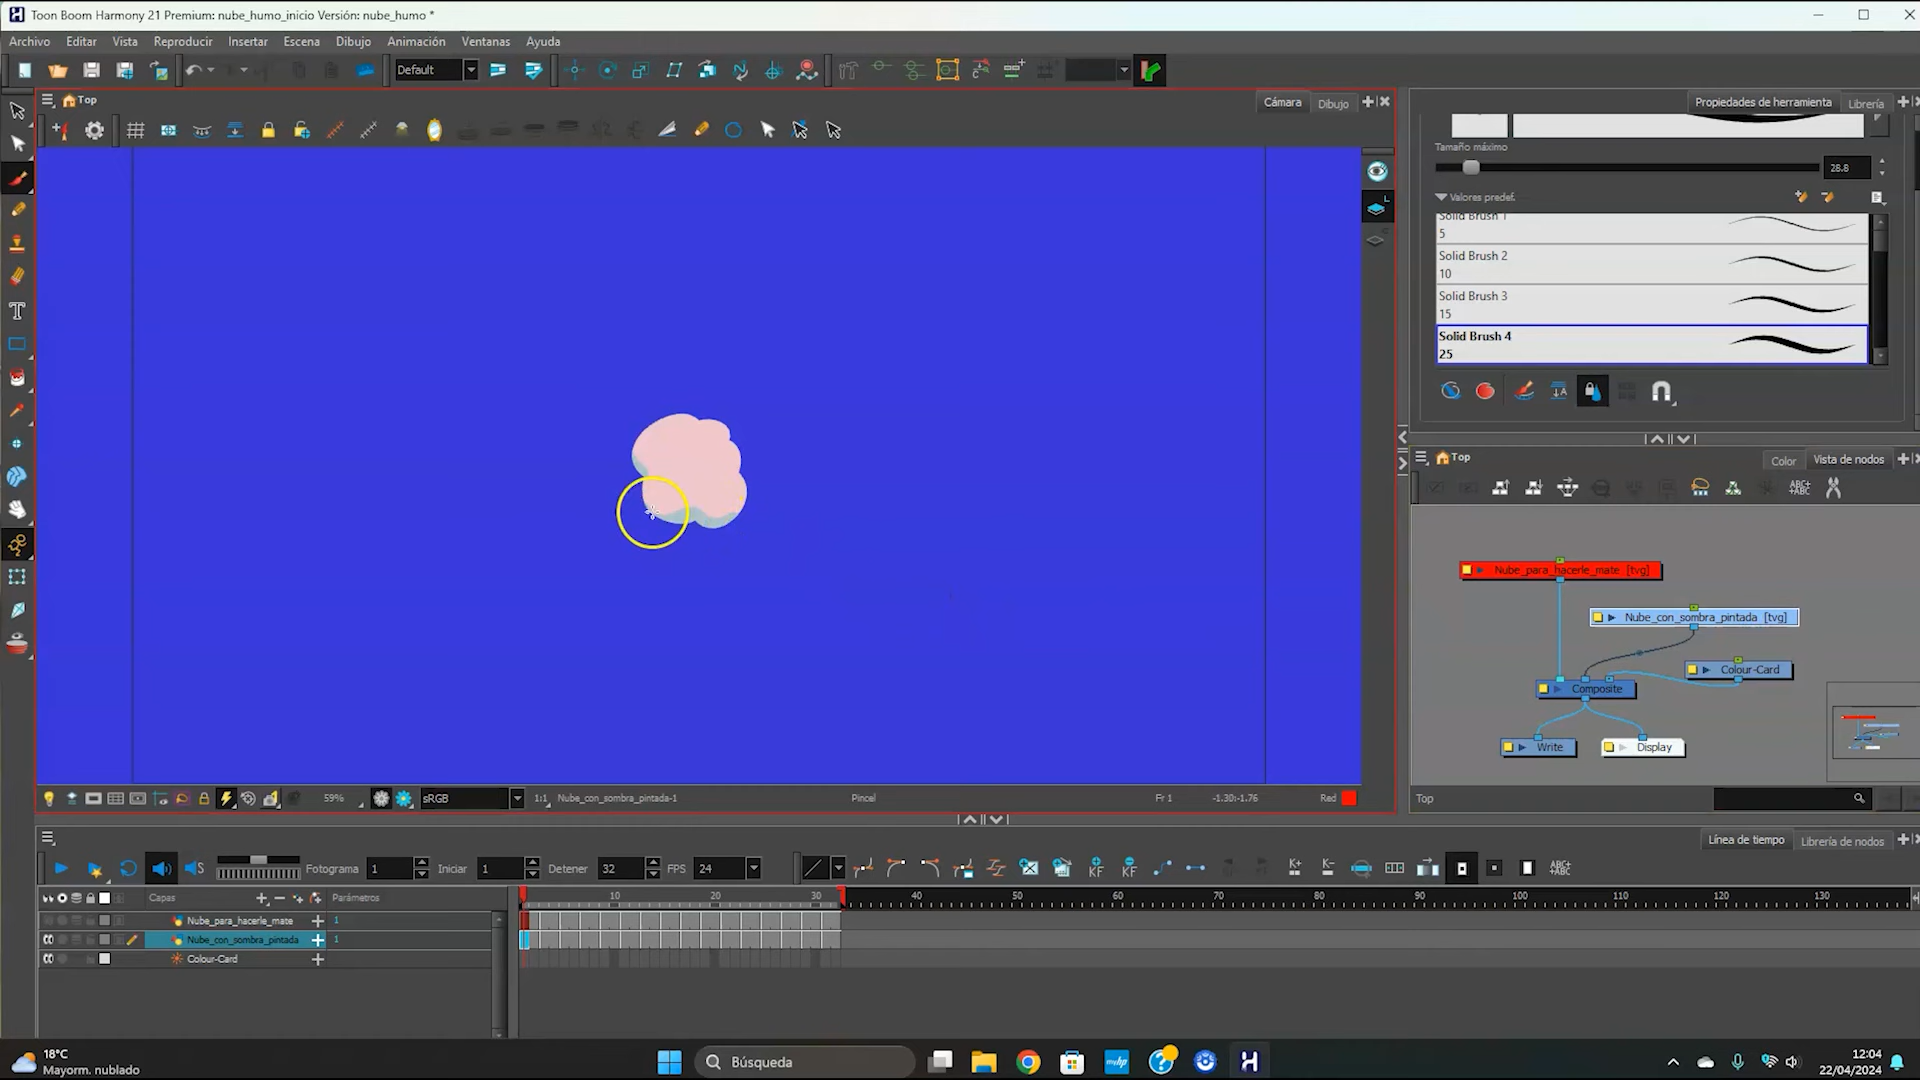 Toon Boom Harmony 21 Premium: nube_humo_inicio Versión: nube_humo *
Archivo Editar Vista Reproducir Insertar Escena Dibujo Animación Ventanas Ayuda
Default
Top
Cámara Dibujo
Propiedades de herramienta Librería
Tamaño máximo
28.8
Valores predef.
Solid Brush 1
5
Solid Brush 2
10
Solid Brush 3
15
Solid Brush 4
25
Top
Color Vista de nodos
Nube_para_hacerle_mate [tvg]
Nube_con_sombra_pintada [tvg]
Colour-Card
Composite
Write Display
59% sRGB 1:1 Nube_con_sombra_pintada-1 Pincel Fr 1 -1.30:-1.76 Red
Top
Línea de tiempo Librería de nodos
Fotograma 1 Iniciar 1 Detener 32 FPS 24
Capas Parámetros
10 20 30 40 50 60 70 80 90 100 110 120 130
Nube_para_hacerle_mate 1
Nube_con_sombra_pintada 1
Colour-Card
18°C
Mayorm. nublado
Búsqueda
12:04
22/04/2024